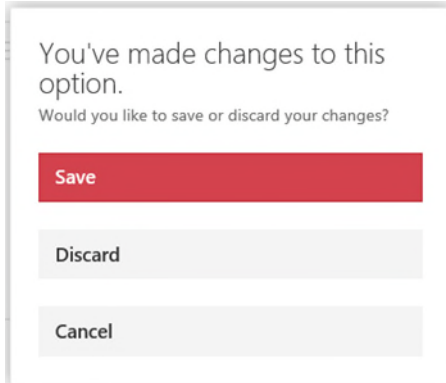 You've made changes to this
option.
Would you like to save or discard your changes?
Save
Discard
Cancel